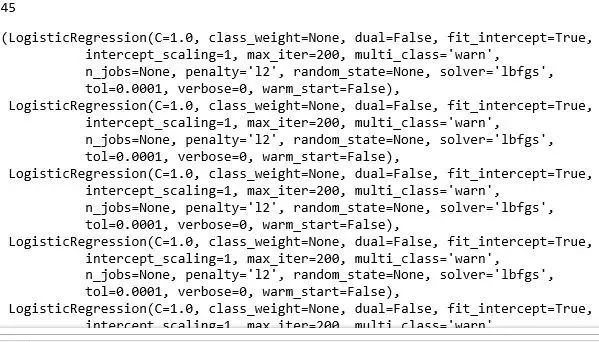 45
(LogisticRegression(C=1.0, class_weight=None, dual=False, fit_intercept=True,
intercept_scaling=1, max_iter=200, multi_class='warn',
n_jobs=None, penalty='l2', random_state=None, solver='lbfgs',
tol=0.0001, verbose=0, warm_start=False),
LogisticRegression(C=1.0, class_weight=None, dual=False, fit_intercept=True,
intercept_scaling=1, max_iter=200, multi_class='warn',
n_jobs=None, penalty='l2', random_state=None, solver='lbfgs',
tol=0.0001, verbose=0, warm_start=False),
LogisticRegression(C=1.0, class_weight=None, dual=False, fit_intercept=True,
intercept_scaling=1, max_iter=200, multi_class='warn',
n_jobs=None, penalty='l2', random_state=None, solver='lbfgs',
tol=0.0001, verbose=0, warm_start=False),
LogisticRegression(C=1.0, class_weight=None, dual=False, fit_intercept=True,
intercept_scaling=1, max_iter=200, multi_class='warn',
n_jobs=None, penalty='l2', random_state=None, solver='lbfgs',
tol=0.0001, verbose=0, warm_start=False),
LogisticRegression(C=1.0, class_weight=None, dual=False, fit_intercept=True,
intercept_scaling=1, max_iter=200, multi_class='warn',